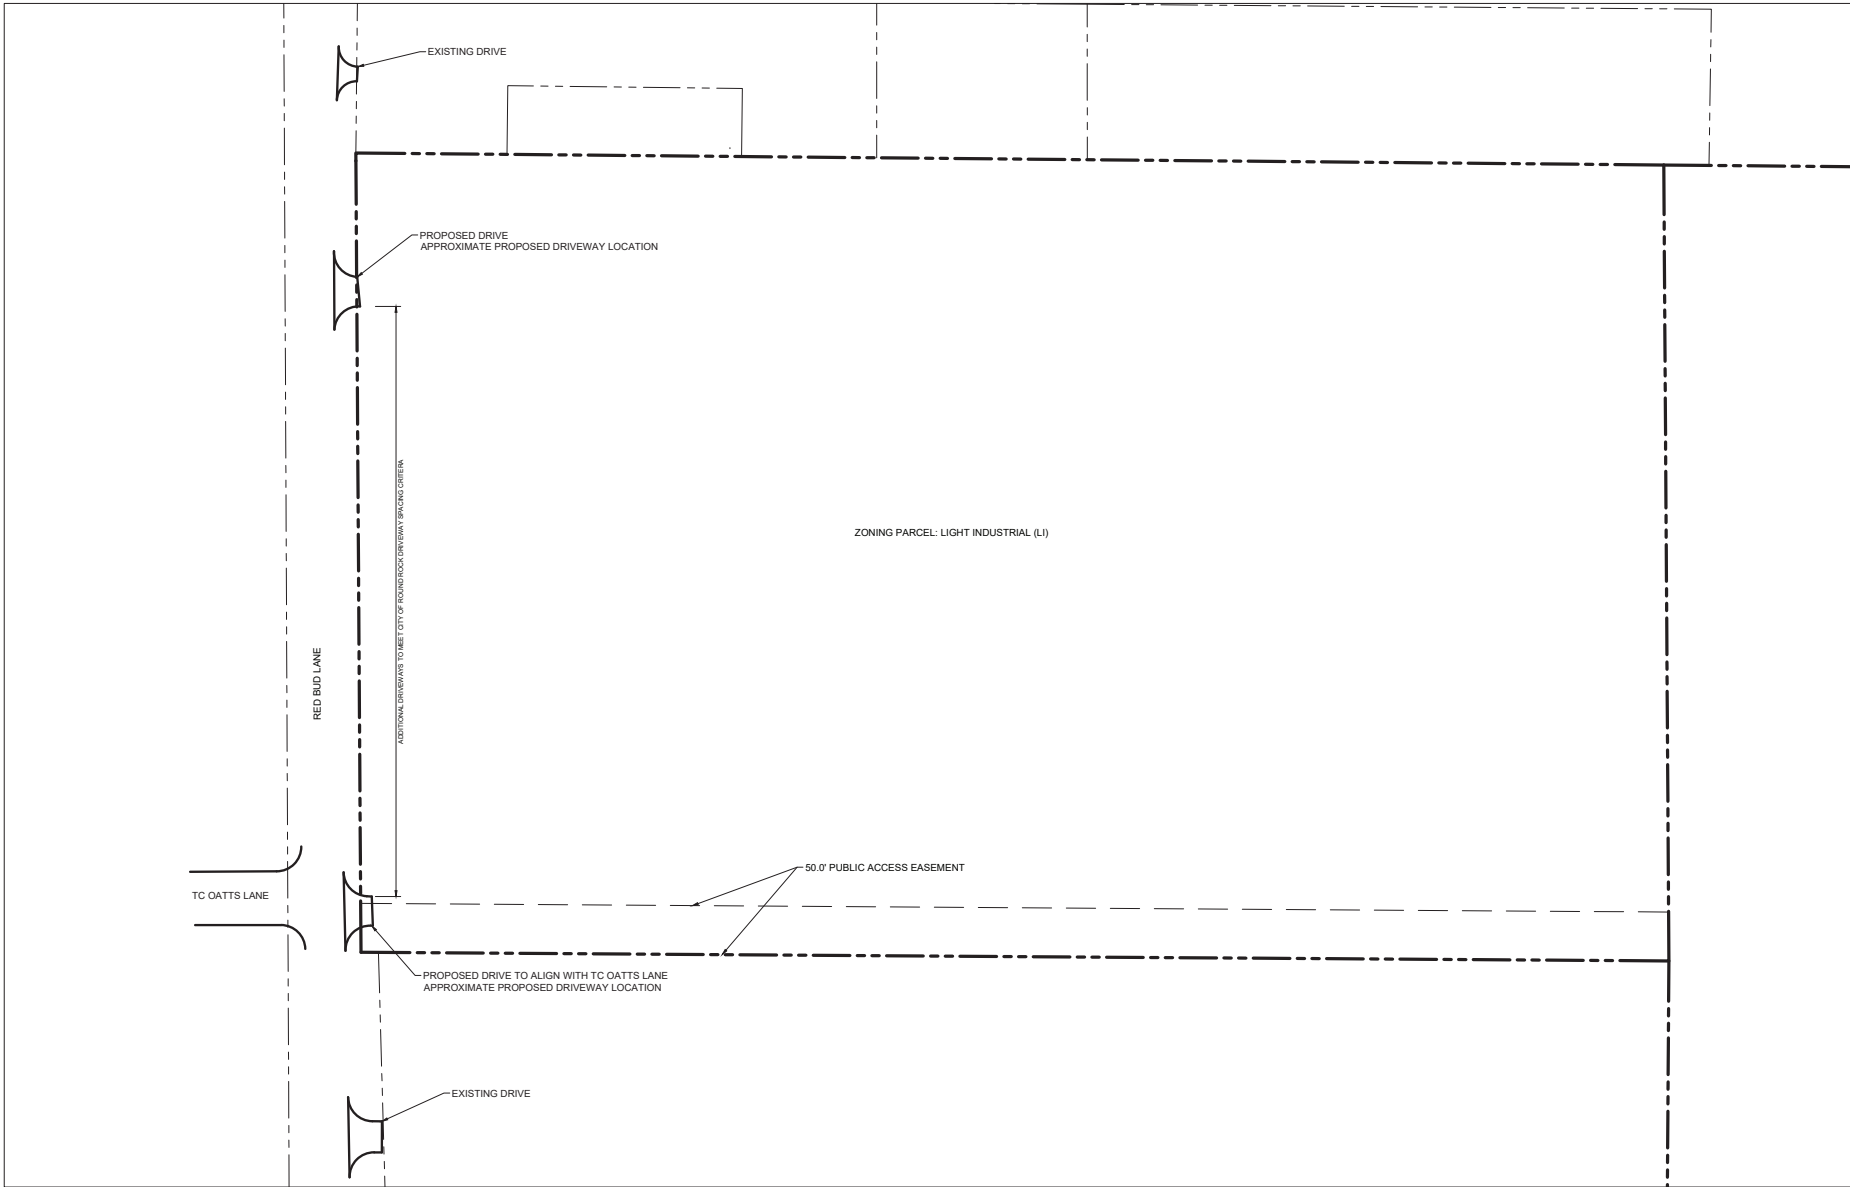 EXISTING DRIVE
PROPOSED DRIVE
APPROXIMATE PROPOSED DRIVEWAY LOCATION
ADDITIONAL DRIVEWAYS TO MEET CITY OF ROUND ROCK DRIVEWAY SPACING CRITERIA
ZONING PARCEL: LIGHT INDUSTRIAL (LI)
RED BUD LANE
50.0' PUBLIC ACCESS EASEMENT
TC OATTS LANE
PROPOSED DRIVE TO ALIGN WITH TC OATTS LANE
APPROXIMATE PROPOSED DRIVEWAY LOCATION
EXISTING DRIVE